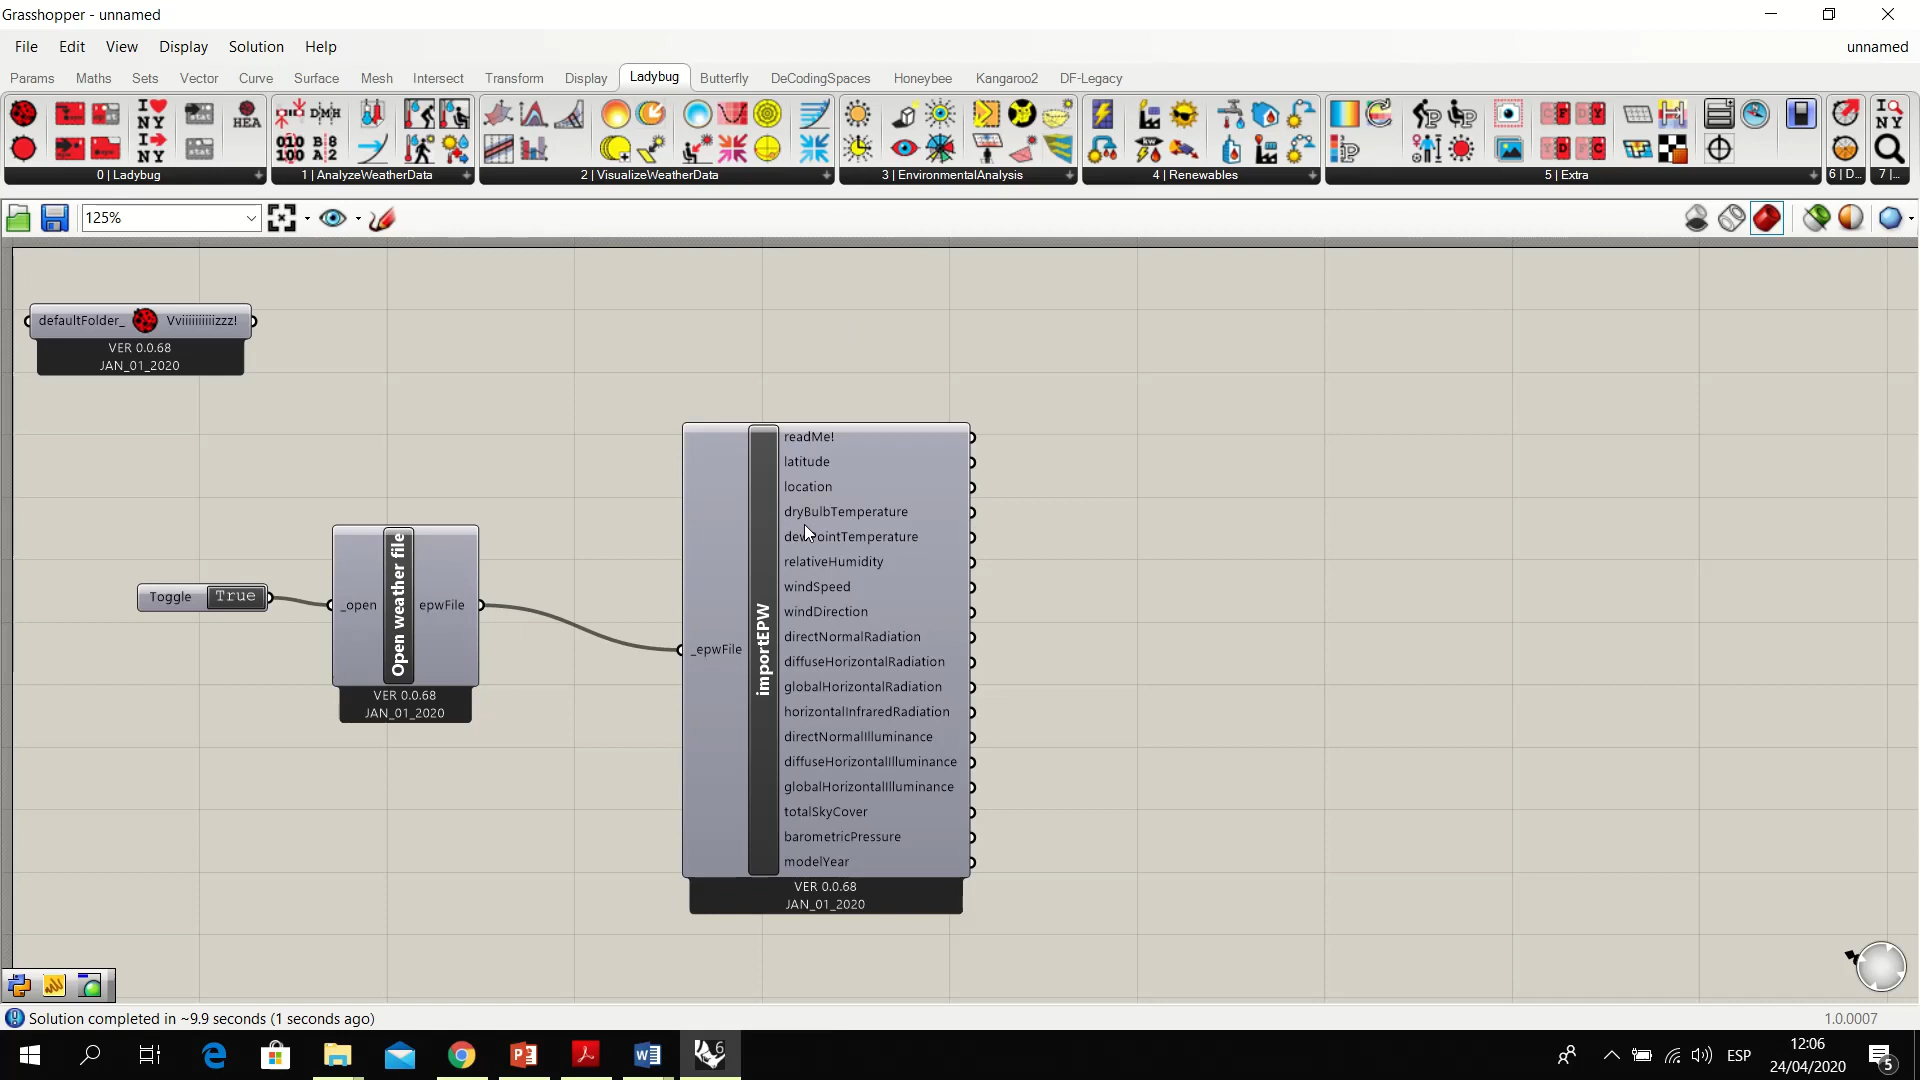 Grasshopper - unnamed
File Edit View Display Solution Help unnamed
Params Maths Sets Vector Curve Surface Mesh Intersect Transform Display Ladybug Butterfly DeCodingSpaces Honeybee Kangaroo2 DF-Legacy
0 | Ladybug 1 | AnalyzeWeatherData 2 | VisualizeWeatherData 3 | EnvironmentalAnalysis 4 | Renewables 5 | Extra 6 | D... 7 |...
125%
defaultFolder_ Vviiiiiiiiiizzz!
VER 0.0.68
JAN_01_2020
Toggle True
_open Open weather file epwFile
VER 0.0.68
JAN_01_2020
_epwFile importEPW
readMe!
latitude
location
dryBulbTemperature
dewPointTemperature
relativeHumidity
windSpeed
windDirection
directNormalRadiation
diffuseHorizontalRadiation
globalHorizontalRadiation
horizontalInfraredRadiation
directNormalIlluminance
diffuseHorizontalIlluminance
globalHorizontalIlluminance
totalSkyCover
barometricPressure
modelYear
VER 0.0.68
JAN_01_2020
Solution completed in ~9.9 seconds (1 seconds ago) 1.0.0007
ESP
12:06
24/04/2020
5